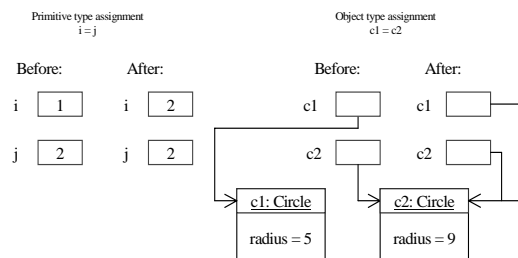 Primitive type assignment
i = j
Object type assignment
c1 = c2
Before:
After:
Before:
After:
i 1
i 2
c1
c1
j 2
j 2
c2
c2
c1: Circle
radius = 5
c2: Circle
radius = 9